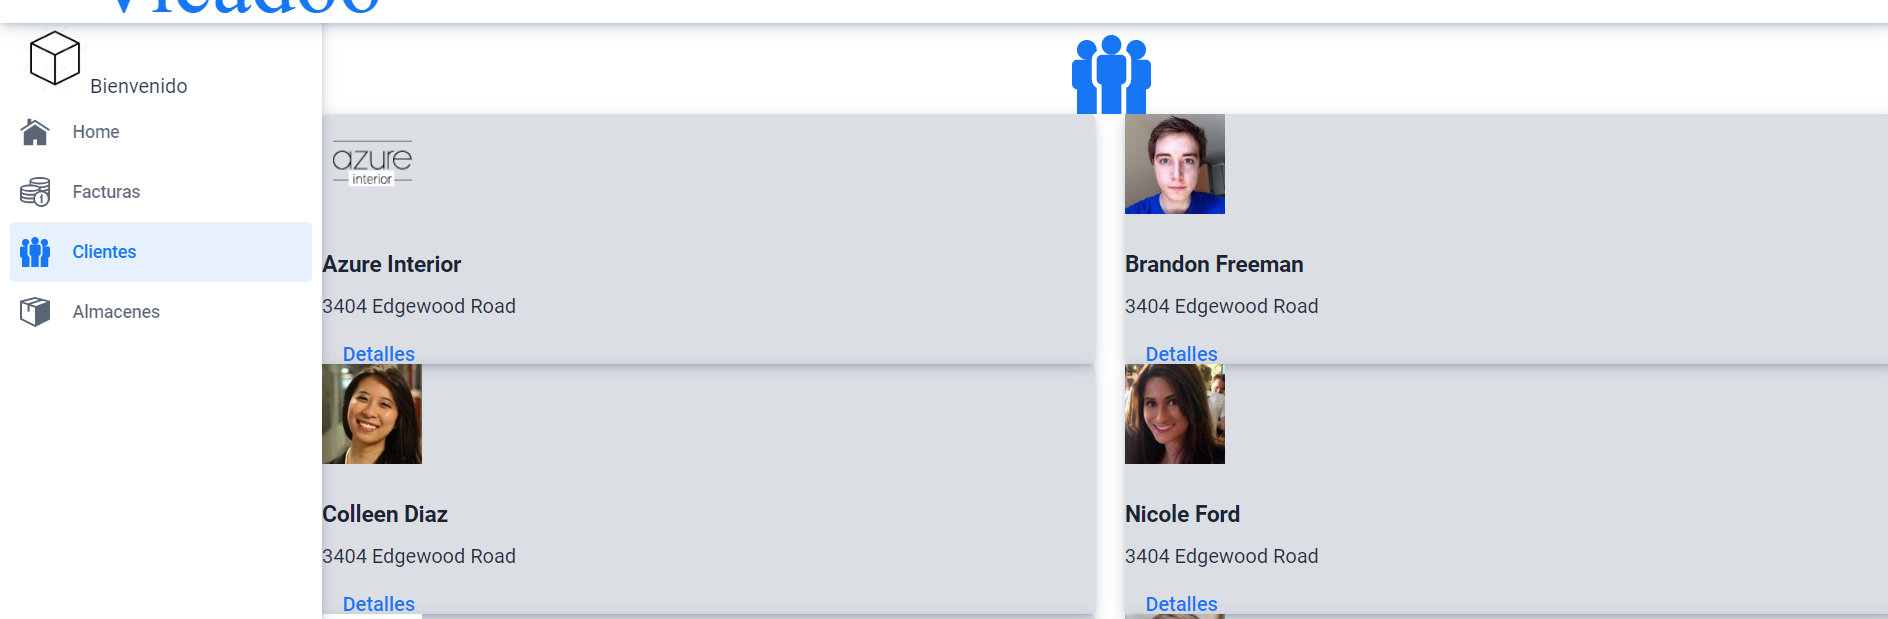 Vicadoo
Bienvenido
Home
Facturas
Clientes
Almacenes
azure
interior
Azure Interior
3404 Edgewood Road
Detalles
Brandon Freeman
3404 Edgewood Road
Detalles
Colleen Diaz
3404 Edgewood Road
Detalles
Nicole Ford
3404 Edgewood Road
Detalles